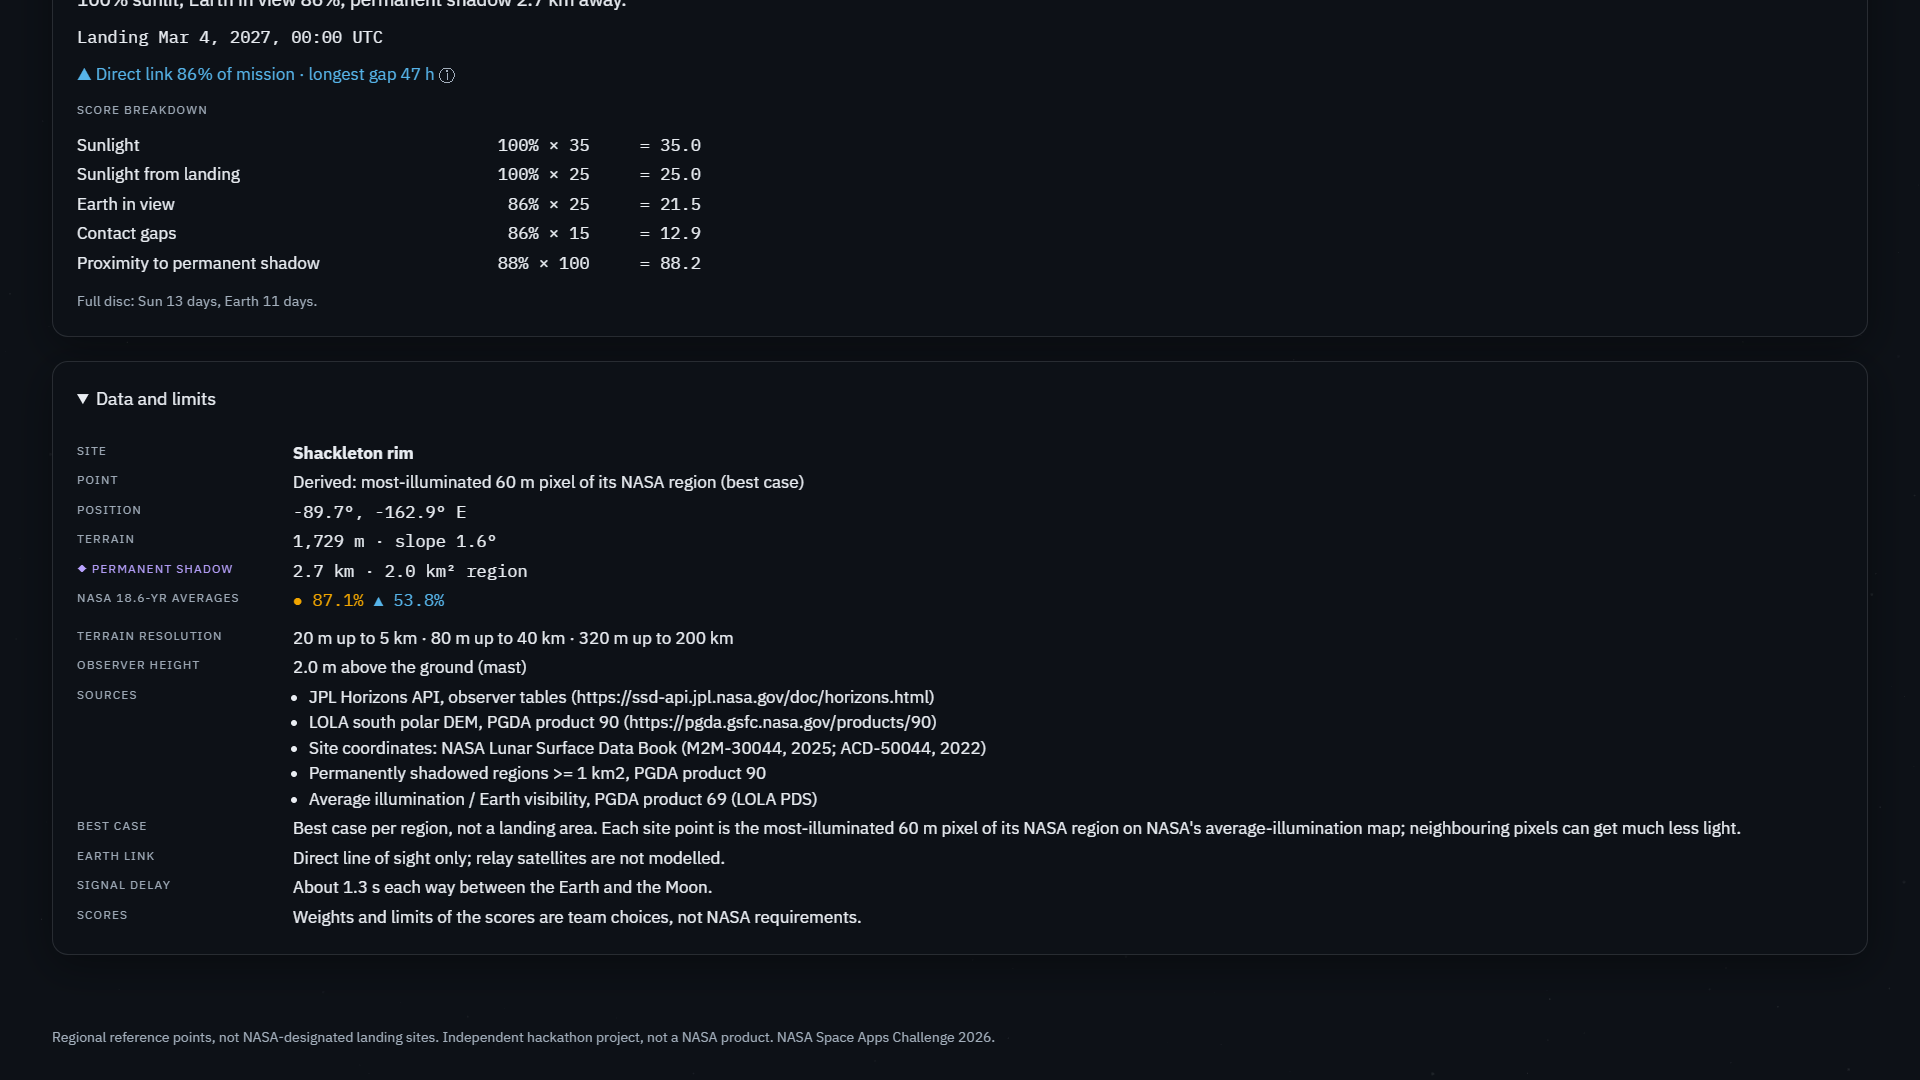 100% sunlit, Earth in view 86%, permanent shadow 2.7 km away.
Landing Mar 4, 2027, 00:00 UTC
▲ Direct link 86% of mission · longest gap 47 h ⓘ
SCORE BREAKDOWN
Sunlight 100% × 35 = 35.0
Sunlight from landing 100% × 25 = 25.0
Earth in view 86% × 25 = 21.5
Contact gaps 86% × 15 = 12.9
Proximity to permanent shadow 88% × 100 = 88.2
Full disc: Sun 13 days, Earth 11 days.
▼ Data and limits
SITE Shackleton rim
POINT Derived: most-illuminated 60 m pixel of its NASA region (best case)
POSITION -89.7°, -162.9° E
TERRAIN 1,729 m · slope 1.6°
◆ PERMANENT SHADOW 2.7 km · 2.0 km² region
NASA 18.6-YR AVERAGES ● 87.1% ▲ 53.8%
TERRAIN RESOLUTION 20 m up to 5 km · 80 m up to 40 km · 320 m up to 200 km
OBSERVER HEIGHT 2.0 m above the ground (mast)
SOURCES • JPL Horizons API, observer tables (https://ssd-api.jpl.nasa.gov/doc/horizons.html)
• LOLA south polar DEM, PGDA product 90 (https://pgda.gsfc.nasa.gov/products/90)
• Site coordinates: NASA Lunar Surface Data Book (M2M-30044, 2025; ACD-50044, 2022)
• Permanently shadowed regions >= 1 km2, PGDA product 90
• Average illumination / Earth visibility, PGDA product 69 (LOLA PDS)
BEST CASE Best case per region, not a landing area. Each site point is the most-illuminated 60 m pixel of its NASA region on NASA's average-illumination map; neighbouring pixels can get much less light.
EARTH LINK Direct line of sight only; relay satellites are not modelled.
SIGNAL DELAY About 1.3 s each way between the Earth and the Moon.
SCORES Weights and limits of the scores are team choices, not NASA requirements.
Regional reference points, not NASA-designated landing sites. Independent hackathon project, not a NASA product. NASA Space Apps Challenge 2026.